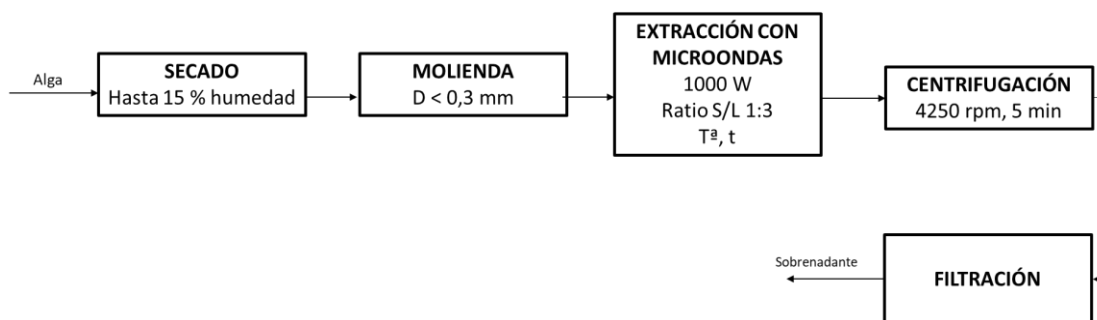 Alga
SECADO
Hasta 15 % humedad
MOLIENDA
D < 0,3 mm
EXTRACCIÓN CON
MICROONDAS
1000 W
Ratio S/L 1:3
Tª, t
CENTRIFUGACIÓN
4250 rpm, 5 min
Sobrenadante
FILTRACIÓN